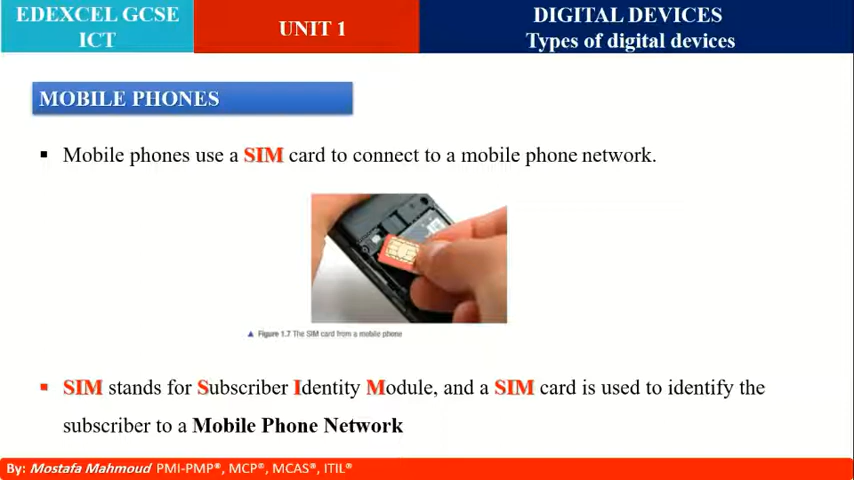 EDEXCEL GCSE
ICT
UNIT 1
DIGITAL DEVICES
Types of digital devices
MOBILE PHONES
▪ Mobile phones use a SIM card to connect to a mobile phone network.
▲ Figure 1.7 The SIM card from a mobile phone
▪ SIM stands for Subscriber Identity Module, and a SIM card is used to identify the
subscriber to a Mobile Phone Network
By: Mostafa Mahmoud PMI-PMP®, MCP®, MCAS®, ITIL®